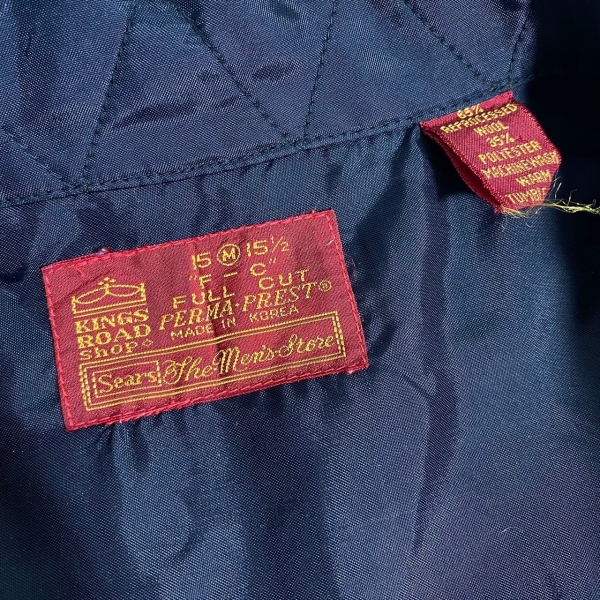 15 M 15½
"F - C"
FULL CUT
PERMA-PREST®
MADE IN KOREA
KINGS
ROAD
Shop
Sears The Men's Store
65%
REPROCESSED
WOOL
35%
POLYESTER
MACHINE WASH
WARM
TUMBL